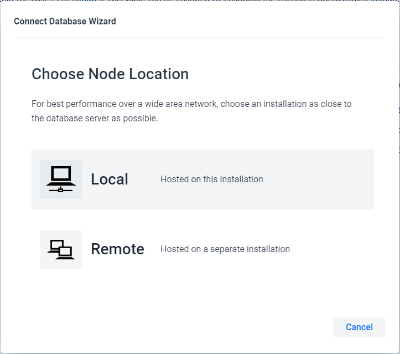 Connect Database Wizard
Choose Node Location
For best performance over a wide area network, choose an installation as close to
the database server as possible.
Local Hosted on this installation
Remote Hosted on a separate installation
Cancel